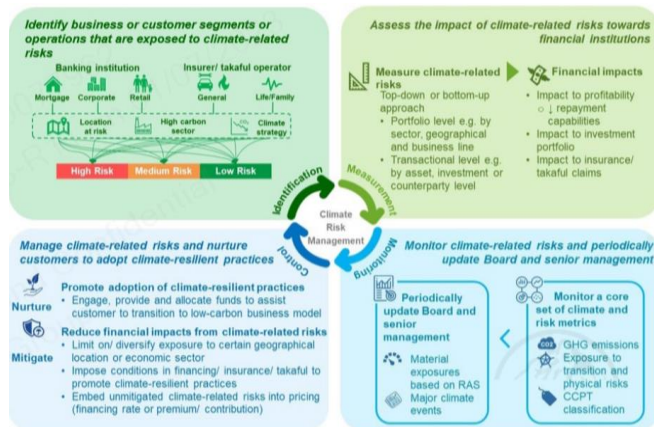 Identify business or customer segments or
operations that are exposed to climate-related
risks
Banking institution
Insurer/ takaful operator
Mortgage Corporate Retail General Life/Family
Location
at risk
High carbon
sector
Climate
strategy
High Risk Medium Risk Low Risk
Assess the impact of climate-related risks towards
financial institutions
Measure climate-related
risks
Top-down or bottom-up
approach
• Portfolio level e.g. by
sector, geographical
and business line
• Transactional level e.g.
by asset, investment or
counterparty level
Financial impacts
• Impact to profitability
o ↓ repayment
capabilities
• Impact to investment
portfolio
• Impact to insurance/
takaful claims
Identification
Measurement
Climate
Risk
Management
Control
Monitoring
Manage climate-related risks and nurture
customers to adopt climate-resilient practices
Nurture
Promote adoption of climate-resilient practices
• Engage, provide and allocate funds to assist
customer to transition to low-carbon business model
Mitigate
Reduce financial impacts from climate-related risks
• Limit on/ diversify exposure to certain geographical
location or economic sector
• Impose conditions in financing/ insurance/ takaful to
promote climate-resilient practices
• Embed unmitigated climate-related risks into pricing
(financing rate or premium/ contribution)
Monitor climate-related risks and periodically
update Board and senior management
Periodically
update Board and
senior
management
Material
exposures
based on RAS
Major climate
events
Monitor a core
set of climate and
risk metrics
CO2
GHG emissions
Exposure to
transition and
physical risks
CCPT
classification